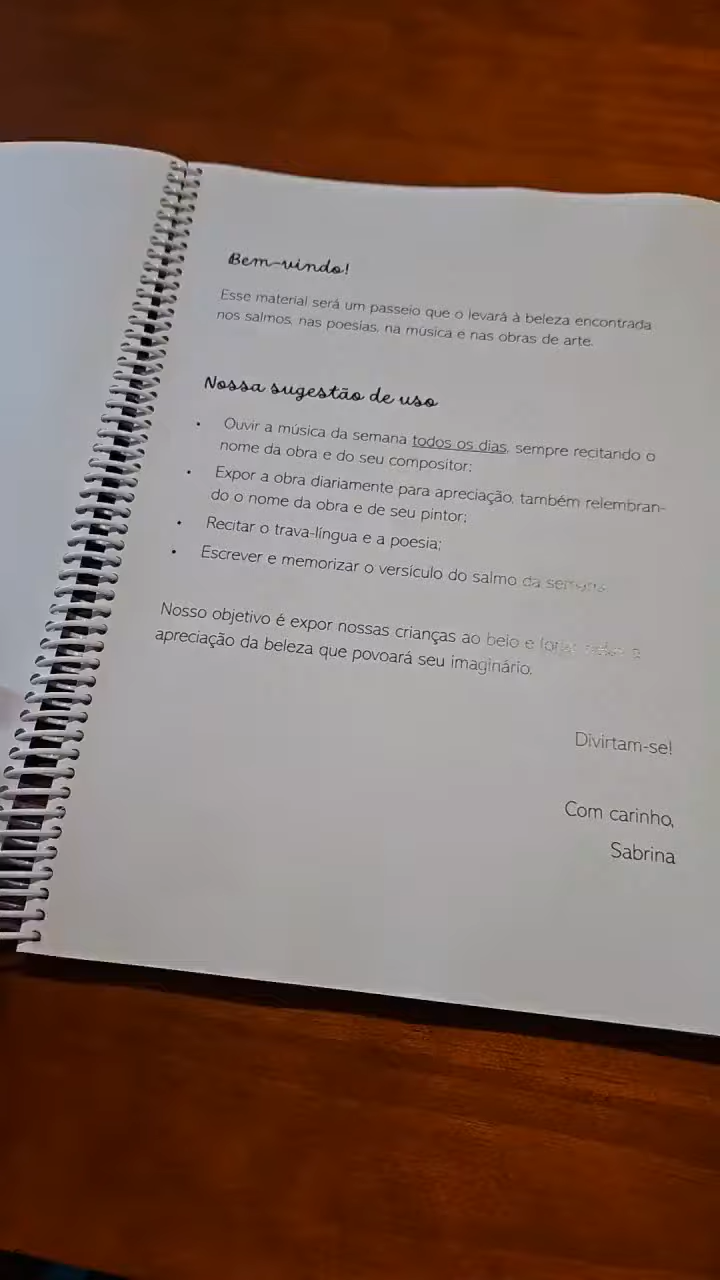 Bem-vindo!
Esse material será um passeio que o levará à beleza encontrada
nos salmos, nas poesias, na música e nas obras de arte.
Nossa sugestão de uso
• Ouvir a música da semana todos os dias, sempre recitando o
nome da obra e do seu compositor;
• Expor a obra diariamente para apreciação, também relembran-
do o nome da obra e de seu pintor;
• Recitar o trava-língua e a poesia;
• Escrever e memorizar o versículo do salmo da semana
Nosso objetivo é expor nossas crianças ao belo e
apreciação da beleza que povoará seu imaginário.
Divirtam-se!
Com carinho,
Sabrina